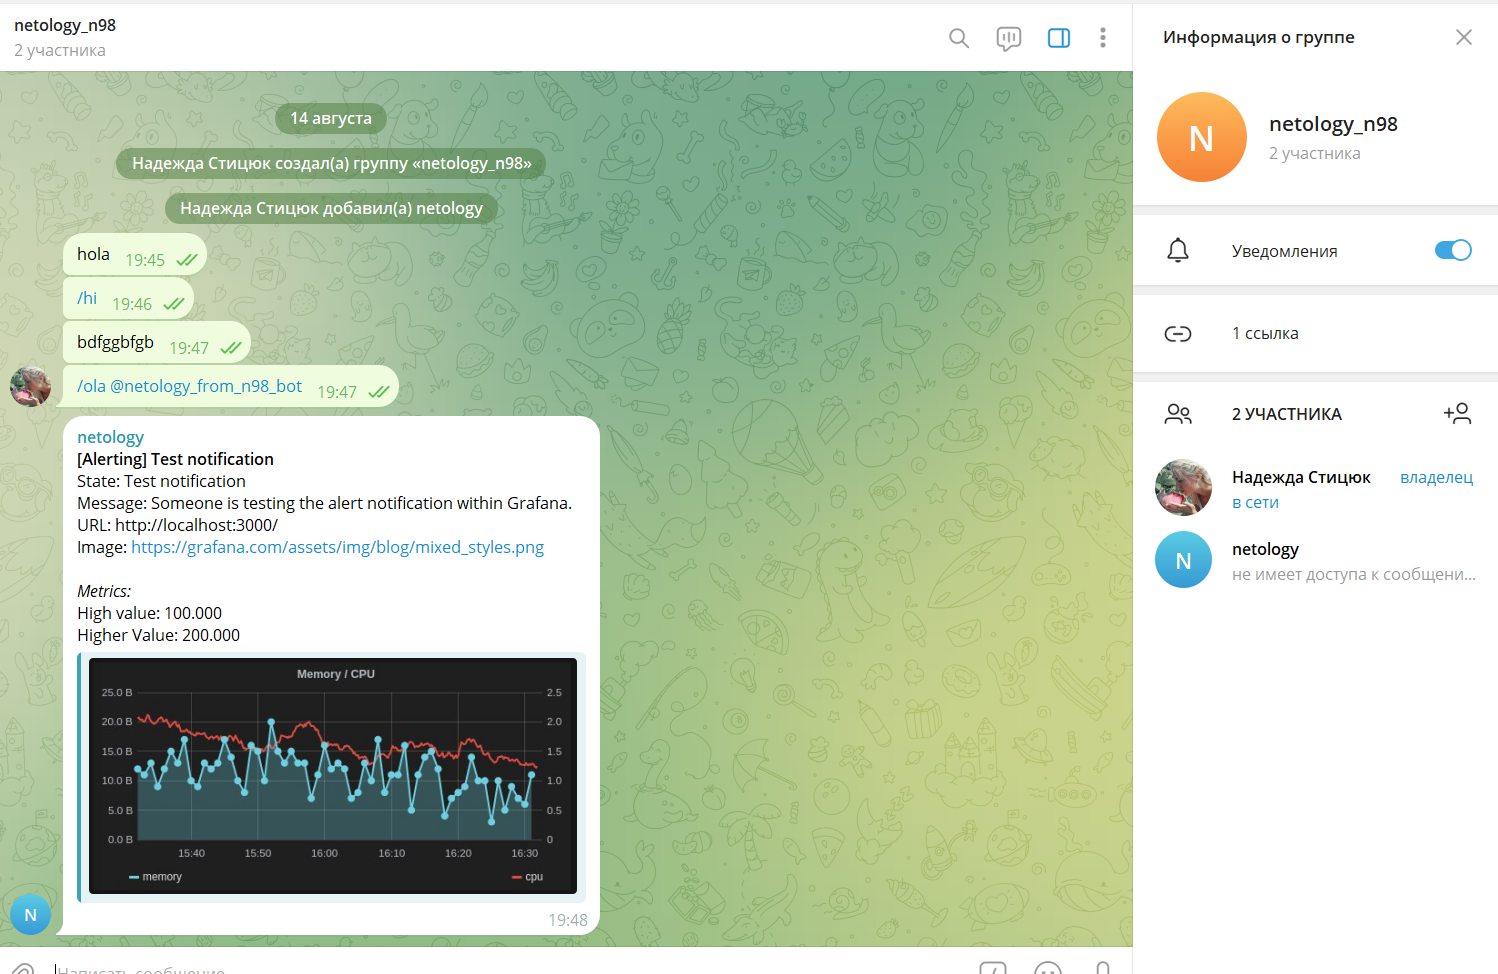 netology_n98
2 участника
14 августа
Надежда Стицюк создал(а) группу «netology_n98»
Надежда Стицюк добавил(а) netology
hola 19:45
/hi 19:46
bdfggbfgb 19:47
/ola @netology_from_n98_bot 19:47
netology
[Alerting] Test notification
State: Test notification
Message: Someone is testing the alert notification within Grafana.
URL: http://localhost:3000/
Image: https://grafana.com/assets/img/blog/mixed_styles.png
Metrics:
High value: 100.000
Higher Value: 200.000
Memory / CPU
25.0 B 2.5
20.0 B 2.0
15.0 B 1.5
10.0 B 1.0
5.0 B 0.5
0.0 B 0
15:40 15:50 16:00 16:10 16:20 16:30
memory cpu
N
19:48
Написать сообщение...
Информация о группе
N
netology_n98
2 участника
Уведомления
1 ссылка
2 УЧАСТНИКА
Надежда Стицюк владелец
в сети
N
netology
не имеет доступа к сообщени...